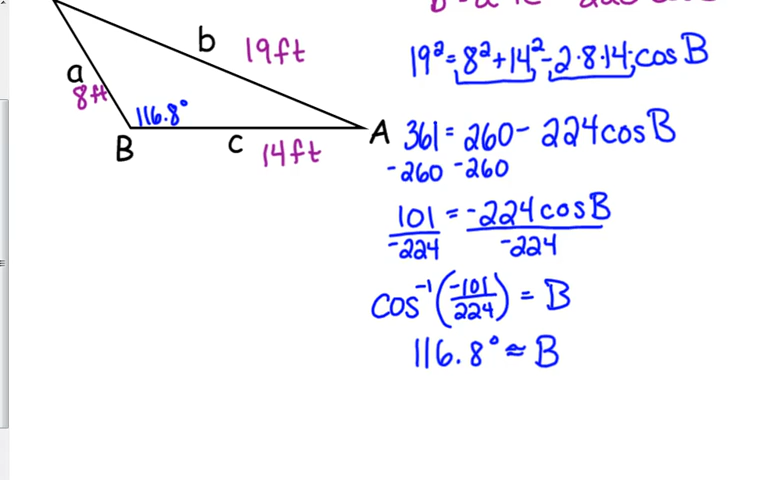 b 19ft
a
8ft
116.8°
B
c 14ft
A
19² = 8² + 14² - 2·8·14·cos B
361 = 260 - 224 cos B
-260 -260
101 = -224 cos B
-224 -224
cos⁻¹(-101/224) = B
116.8° ≈ B